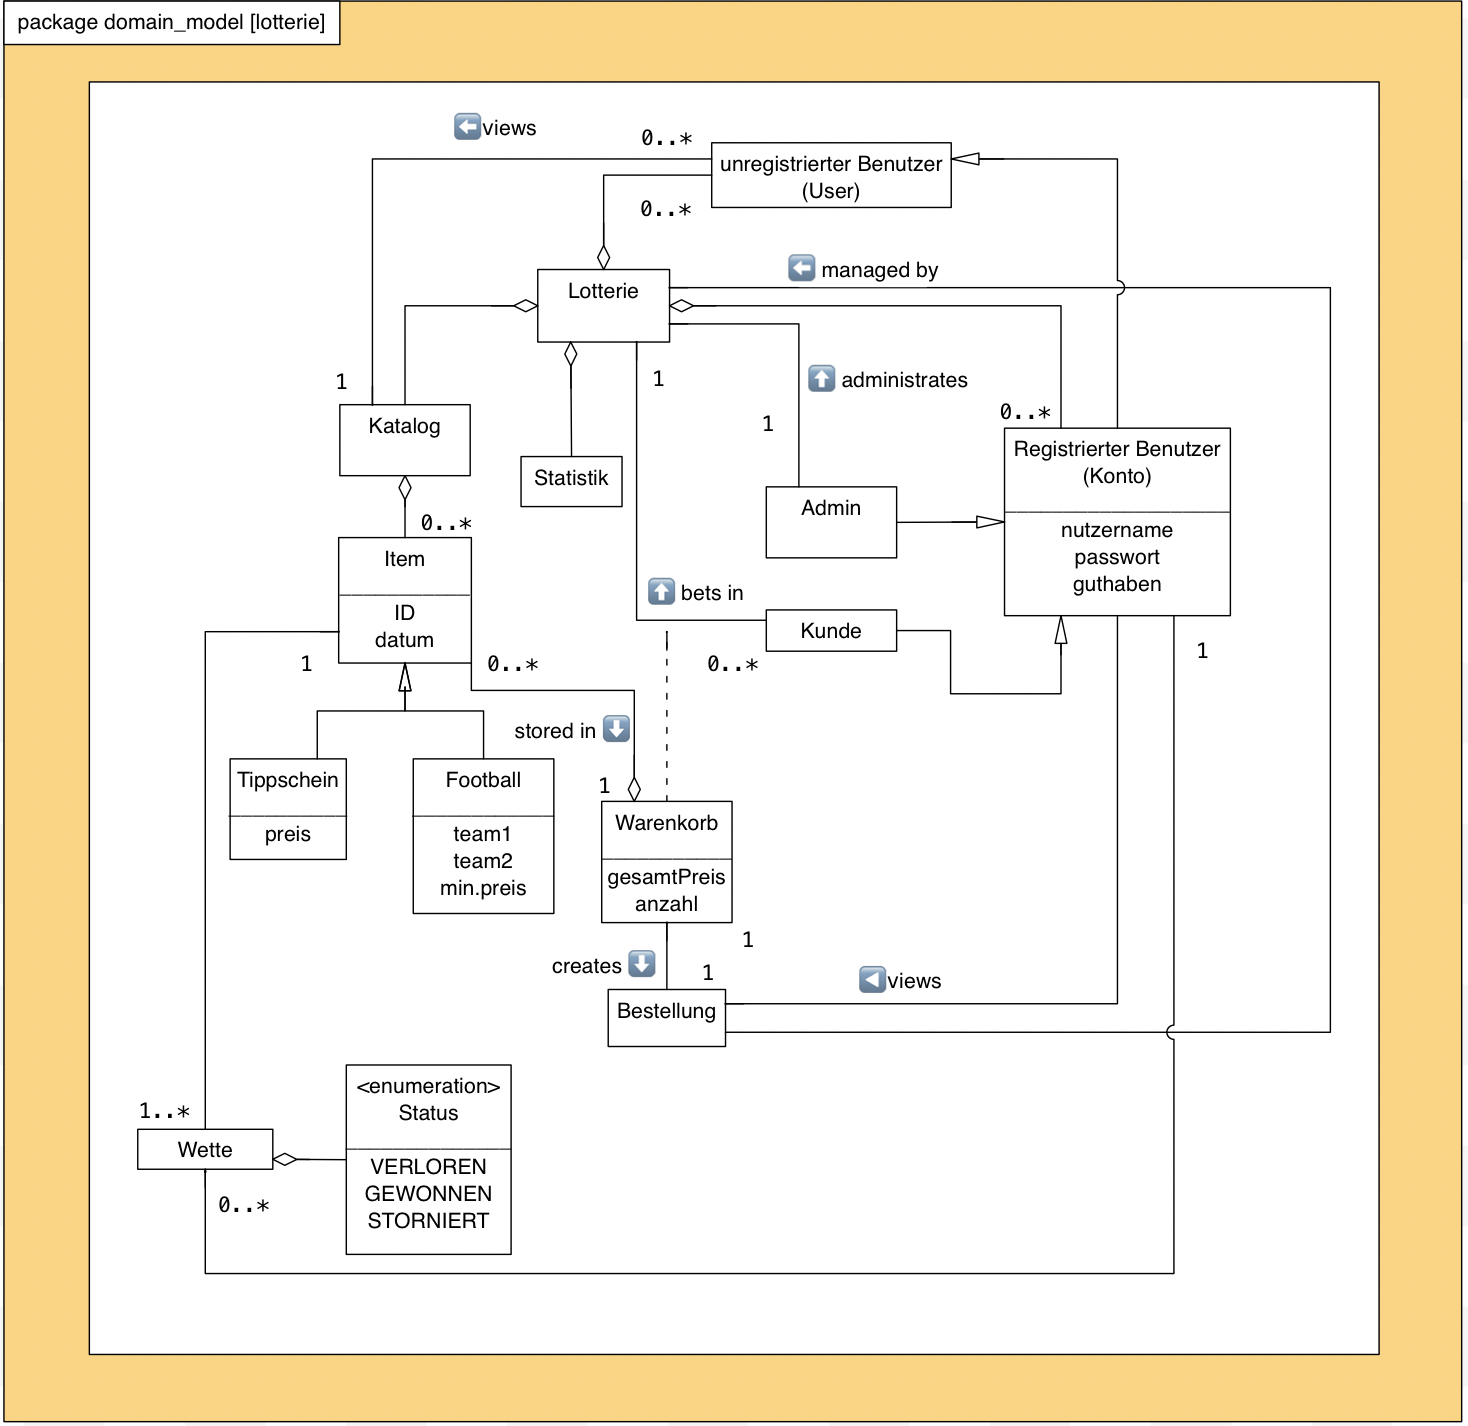 package domain_model [lotterie]
views
0..*
unregistrierter Benutzer
(User)
0..*
managed by
Lotterie
1
1
administrates
0..*
1
Katalog
Registrierter Benutzer
(Konto)
Statistik
Admin
0..*
nutzername
passwort
guthaben
Item
ID
datum
bets in
Kunde
1
0..*
0..*
1
stored in
1
Tippschein
preis
Football
team1
team2
min.preis
Warenkorb
gesamtPreis
anzahl
1
creates
1
views
Bestellung
<enumeration>
Status
1..*
Wette
VERLOREN
GEWONNEN
STORNIERT
0..*